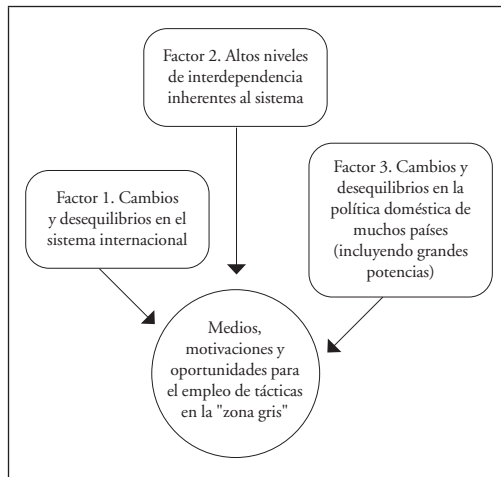 Factor 2. Altos niveles
de interdependencia
inherentes al sistema
Factor 1. Cambios
y desequilibrios en el
sistema internacional
Factor 3. Cambios y
desequilibrios en la
política doméstica de
muchos países
(incluyendo grandes
potencias)
Medios,
motivaciones y
oportunidades para
el empleo de tácticas
en la "zona gris"